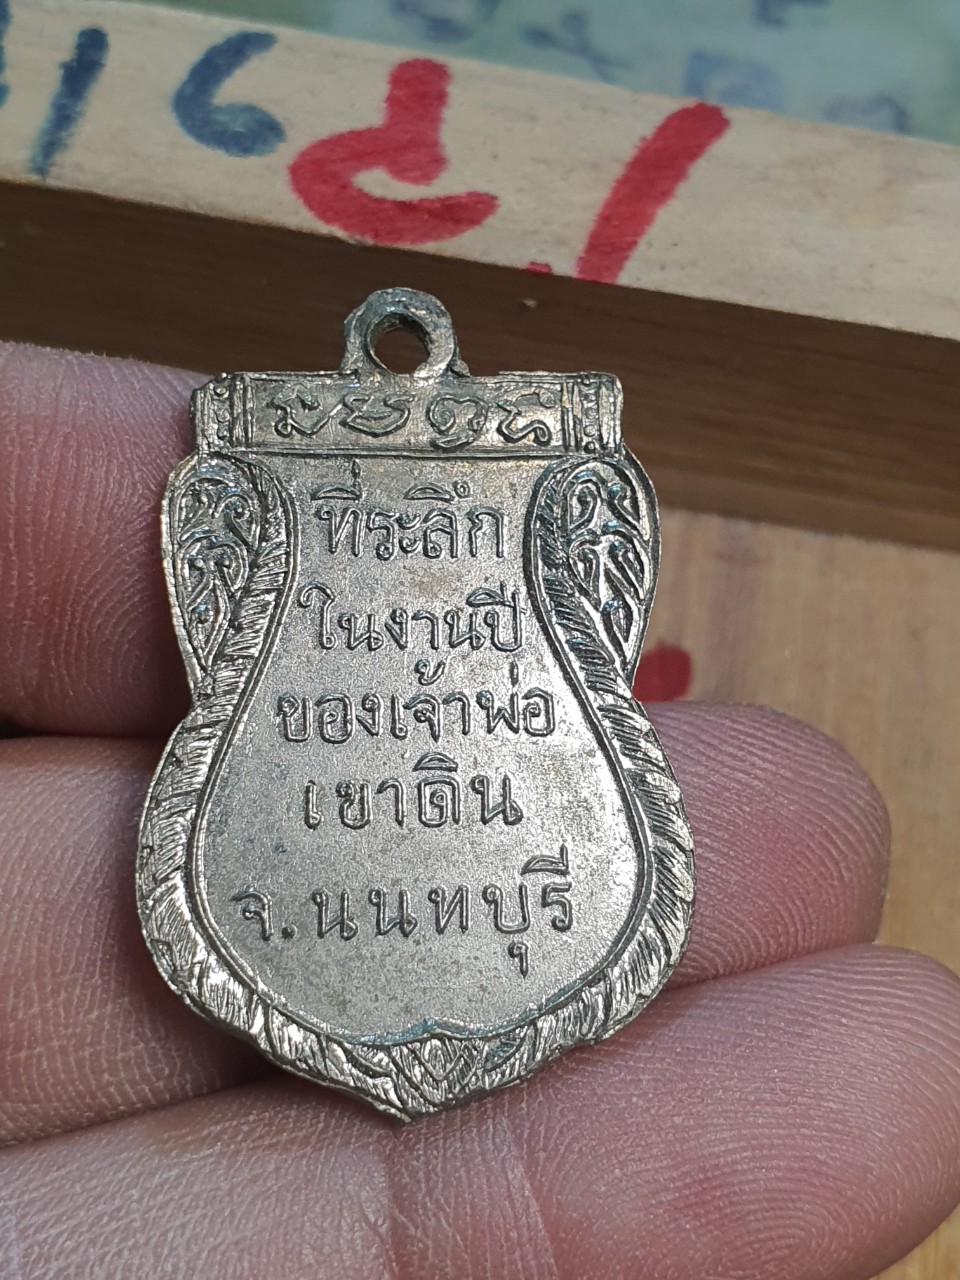 ที่ระลึก
ในงานปี
ของเจ้าพ่อ
เขาดิน
จ.นนทบุรี